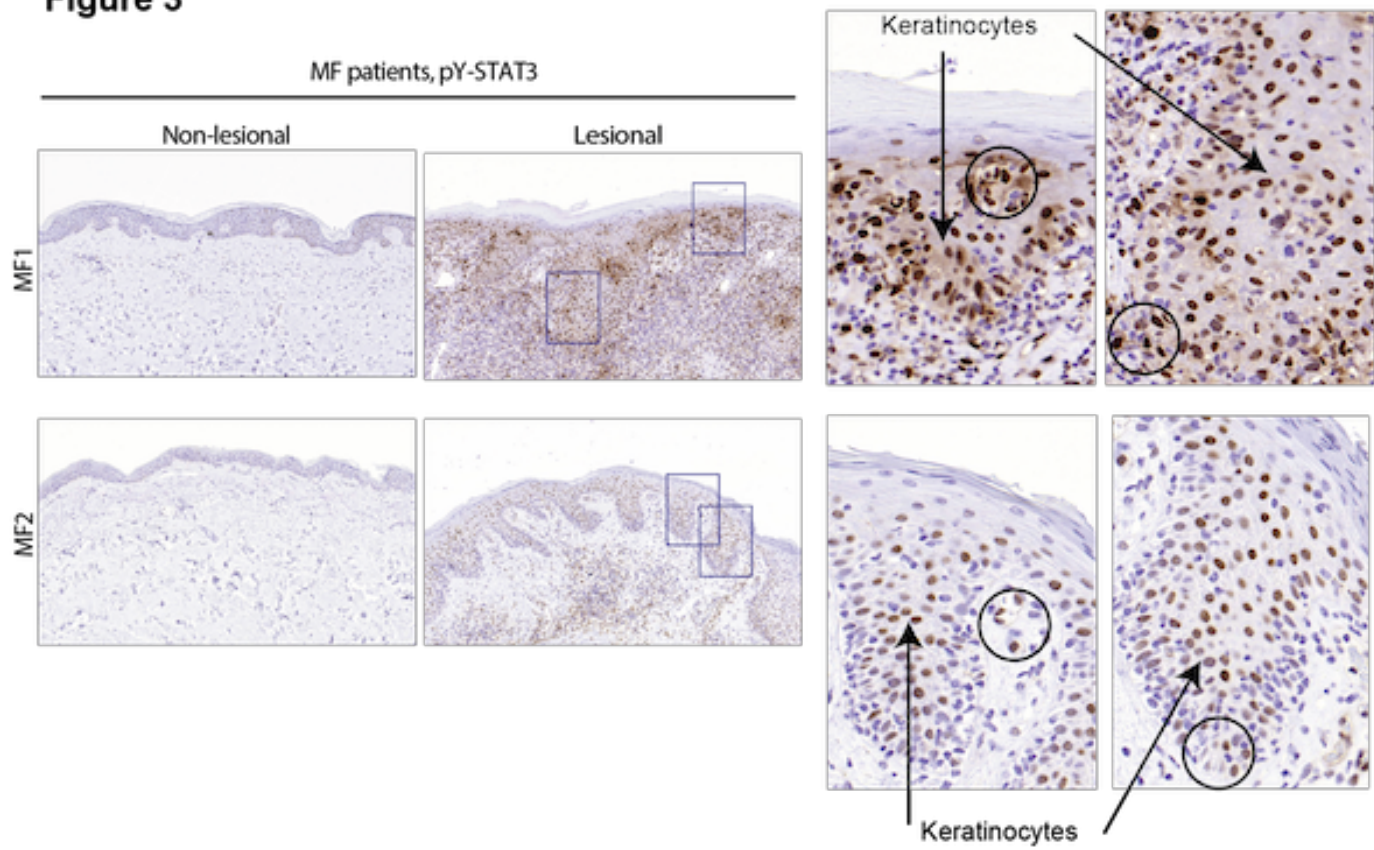 Figure 3
MF patients, pY-STAT3
Non-lesional
Lesional
MF1
MF2
Keratinocytes
Keratinocytes